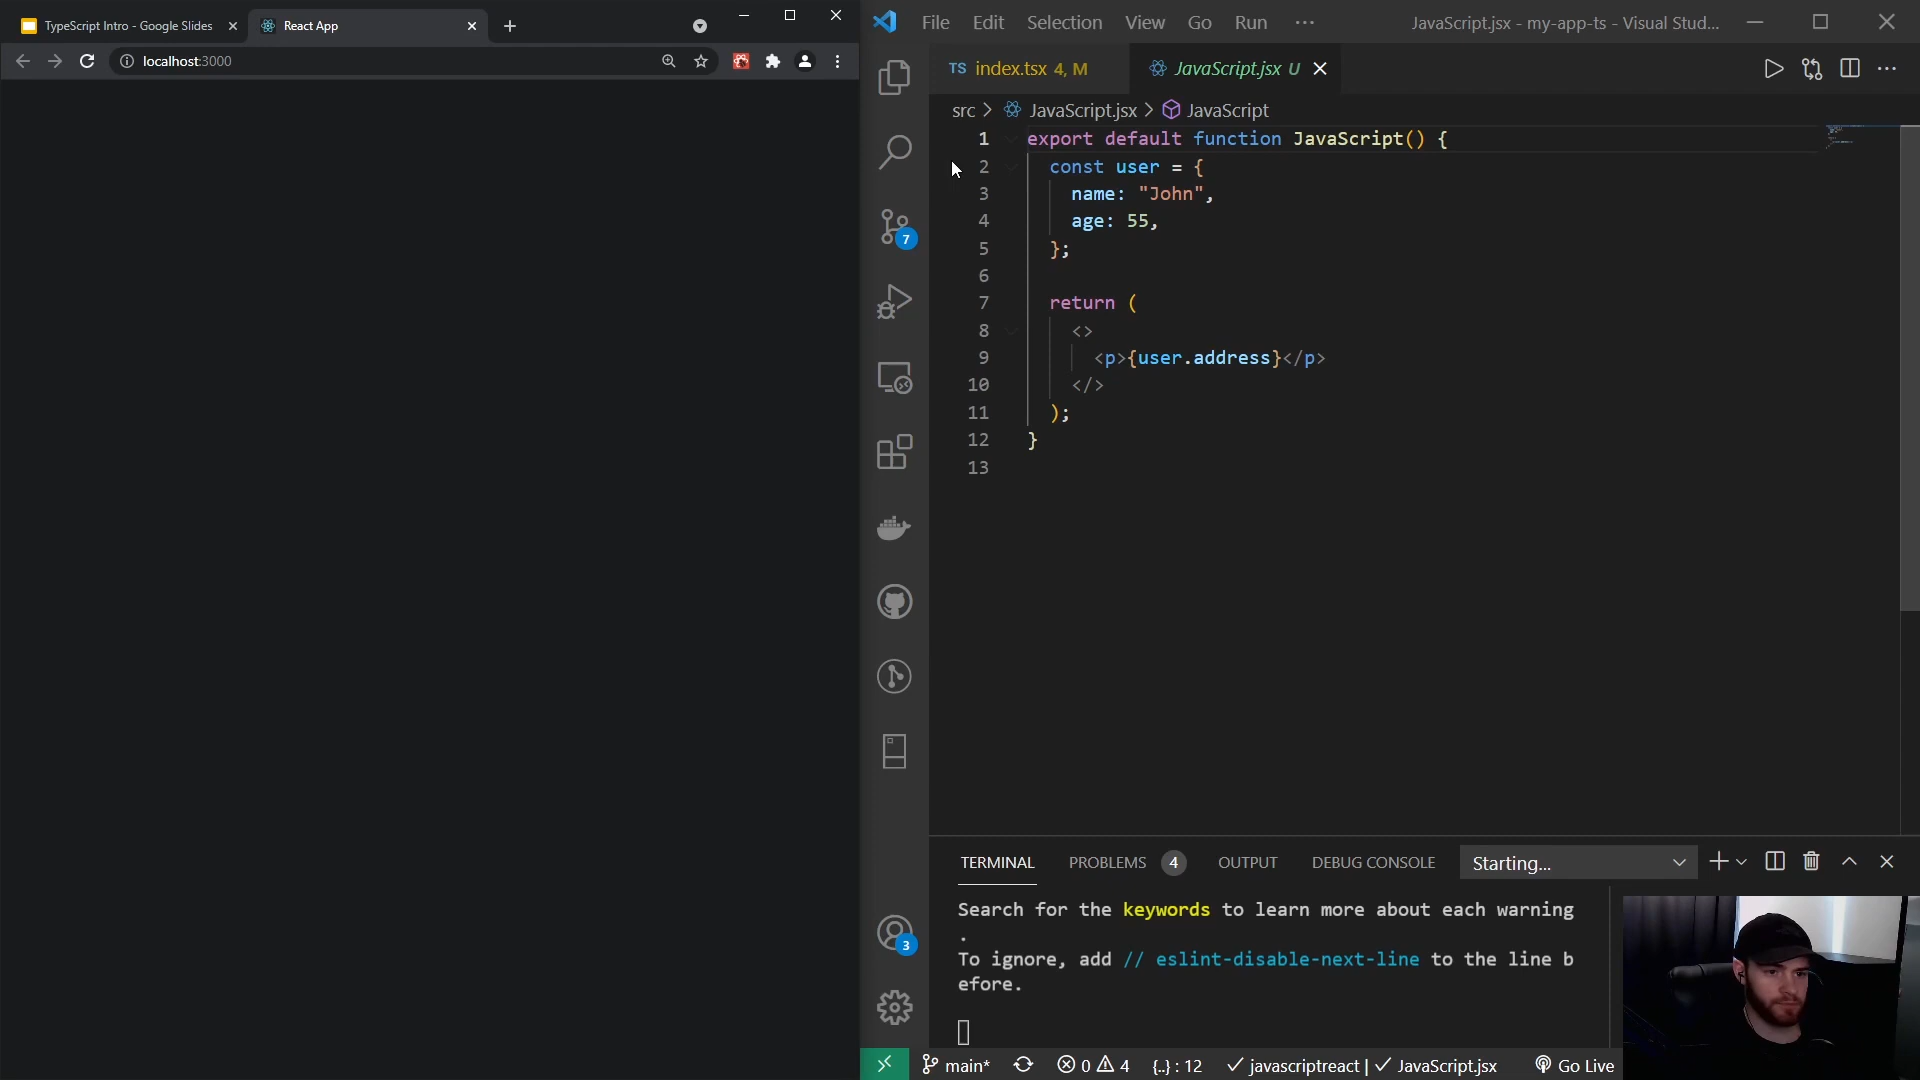 TypeScript Intro - Google Slides
React App
localhost:3000
File Edit Selection View Go Run ···
JavaScript.jsx - my-app-ts - Visual Stud...
TS index.tsx 4, M
JavaScript.jsx U
src > JavaScript.jsx > JavaScript
1 export default function JavaScript() {
2 const user = {
3 name: "John",
4 age: 55,
5 };
6
7 return (
8 <>
9 <p>{user.address}</p>
10 </>
11 );
12 }
13
7
3
TERMINAL PROBLEMS 4 OUTPUT DEBUG CONSOLE Starting...
Search for the keywords to learn more about each warning
.
To ignore, add // eslint-disable-next-line to the line b
efore.
main* 0 4 {..} : 12 javascriptreact | JavaScript.jsx Go Live